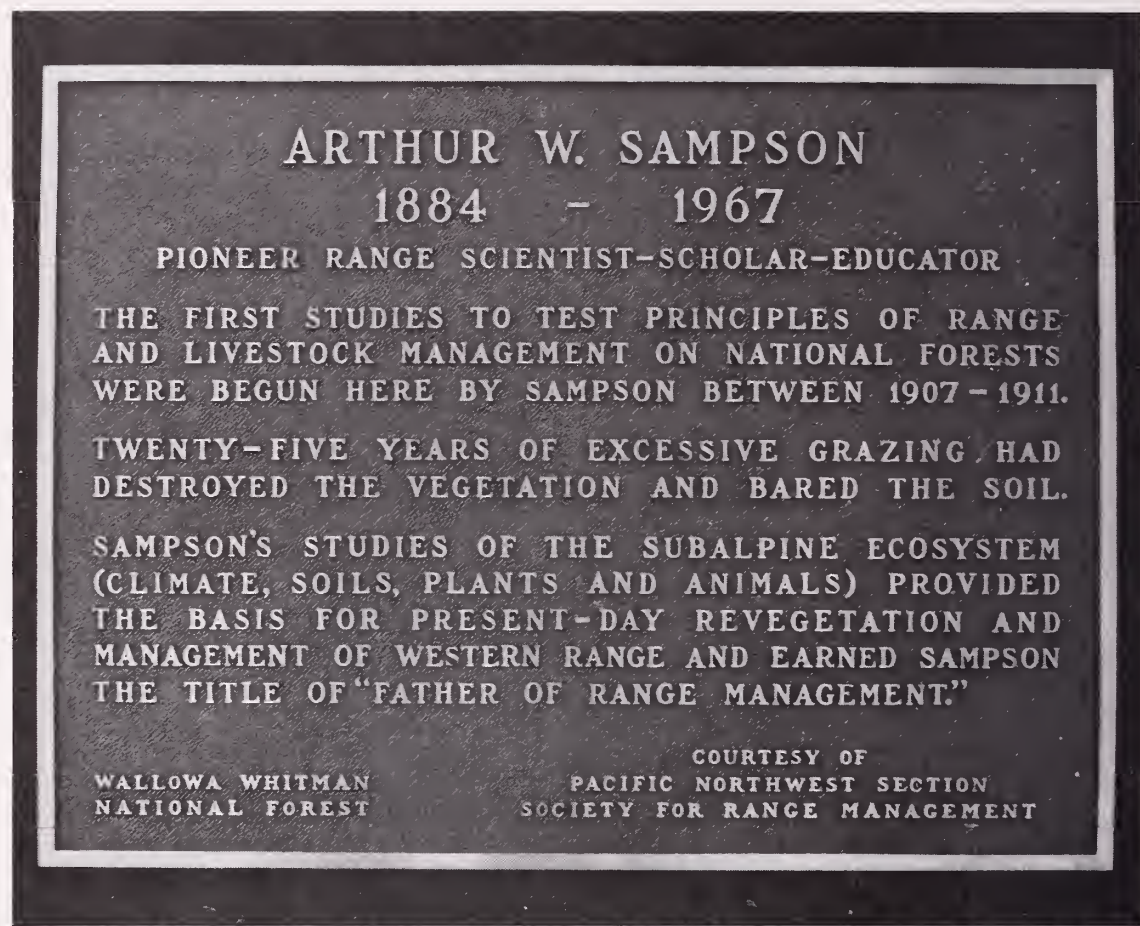 ARTHUR W. SAMPSON
1884 - 1967
PIONEER RANGE SCIENTIST-SCHOLAR-EDUCATOR
THE FIRST STUDIES TO TEST PRINCIPLES OF RANGE
AND LIVESTOCK MANAGEMENT ON NATIONAL FORESTS
WERE BEGUN HERE BY SAMPSON BETWEEN 1907-1911.
TWENTY-FIVE YEARS OF EXCESSIVE GRAZING HAD
DESTROYED THE VEGETATION AND BARED THE SOIL.
SAMPSON'S STUDIES OF THE SUBALPINE ECOSYSTEM
(CLIMATE, SOILS, PLANTS AND ANIMALS) PROVIDED
THE BASIS FOR PRESENT-DAY REVEGETATION AND
MANAGEMENT OF WESTERN RANGE AND EARNED SAMPSON
THE TITLE OF "FATHER OF RANGE MANAGEMENT."
WALLOWA WHITMAN
NATIONAL FOREST
COURTESY OF
PACIFIC NORTHWEST SECTION
SOCIETY FOR RANGE MANAGEMENT